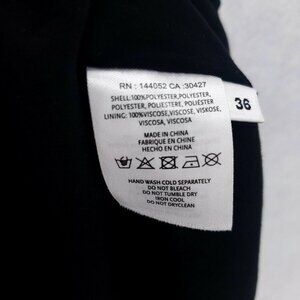 RN : 144052 CA :30427
SHELL:100%POLYESTER,POLYESTER,
POLYESTER, POLIESTERE, POLIÉSTER
LINING: 100%VISCOSE,VISCOSE, VISKOSE,
VISCOSA, VISCOSA
MADE IN CHINA
FABRIQUE EN CHINE
HECHO EN CHINA
HAND WASH COLD SEPARATELY
DO NOT BLEACH
DO NOT TUMBLE DRY
IRON COOL
DO NOT DRYCLEAN
36